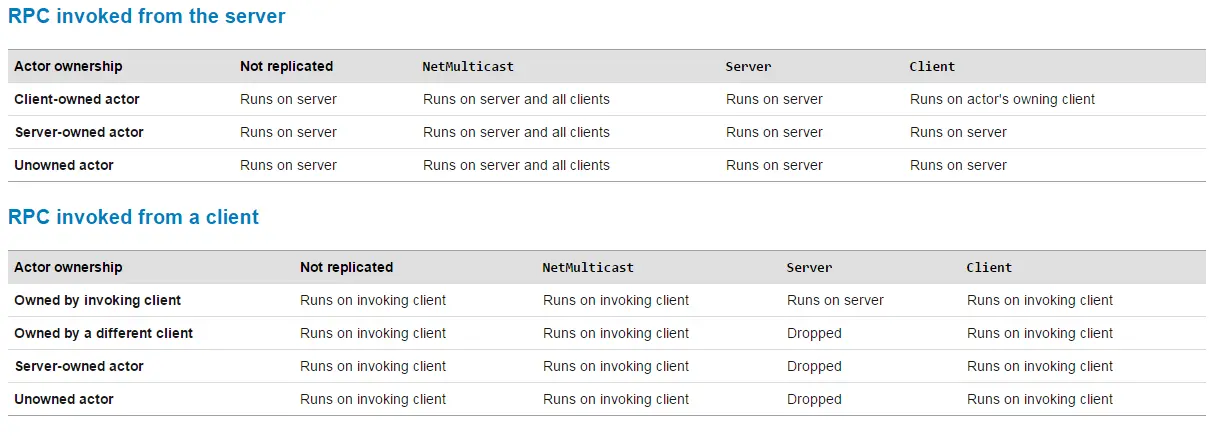 RPC invoked from the server
Actor ownership Not replicated NetMulticast Server Client
Client-owned actor Runs on server Runs on server and all clients Runs on server Runs on actor's owning client
Server-owned actor Runs on server Runs on server and all clients Runs on server Runs on server
Unowned actor Runs on server Runs on server and all clients Runs on server Runs on server
RPC invoked from a client
Actor ownership Not replicated NetMulticast Server Client
Owned by invoking client Runs on invoking client Runs on invoking client Runs on server Runs on invoking client
Owned by a different client Runs on invoking client Runs on invoking client Dropped Runs on invoking client
Server-owned actor Runs on invoking client Runs on invoking client Dropped Runs on invoking client
Unowned actor Runs on invoking client Runs on invoking client Dropped Runs on invoking client